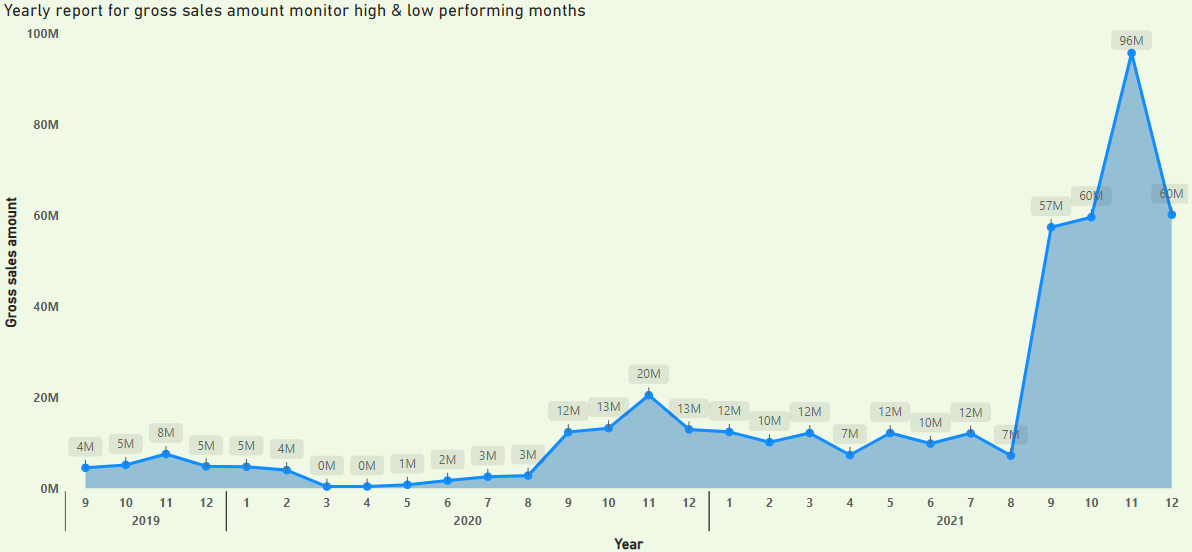 Yearly report for gross sales amount monitor high & low performing months
100M
80M
60M
40M
20M
0M
Gross sales amount
4M 5M 8M 5M 5M 4M 0M 0M 1M 2M 3M 3M 12M 13M 20M 13M 12M 10M 12M 7M 12M 10M 12M 7M 57M 60M 96M 60M
9 10 11 12 1 2 3 4 5 6 7 8 9 10 11 12 1 2 3 4 5 6 7 8 9 10 11 12
2019 2020 2021
Year